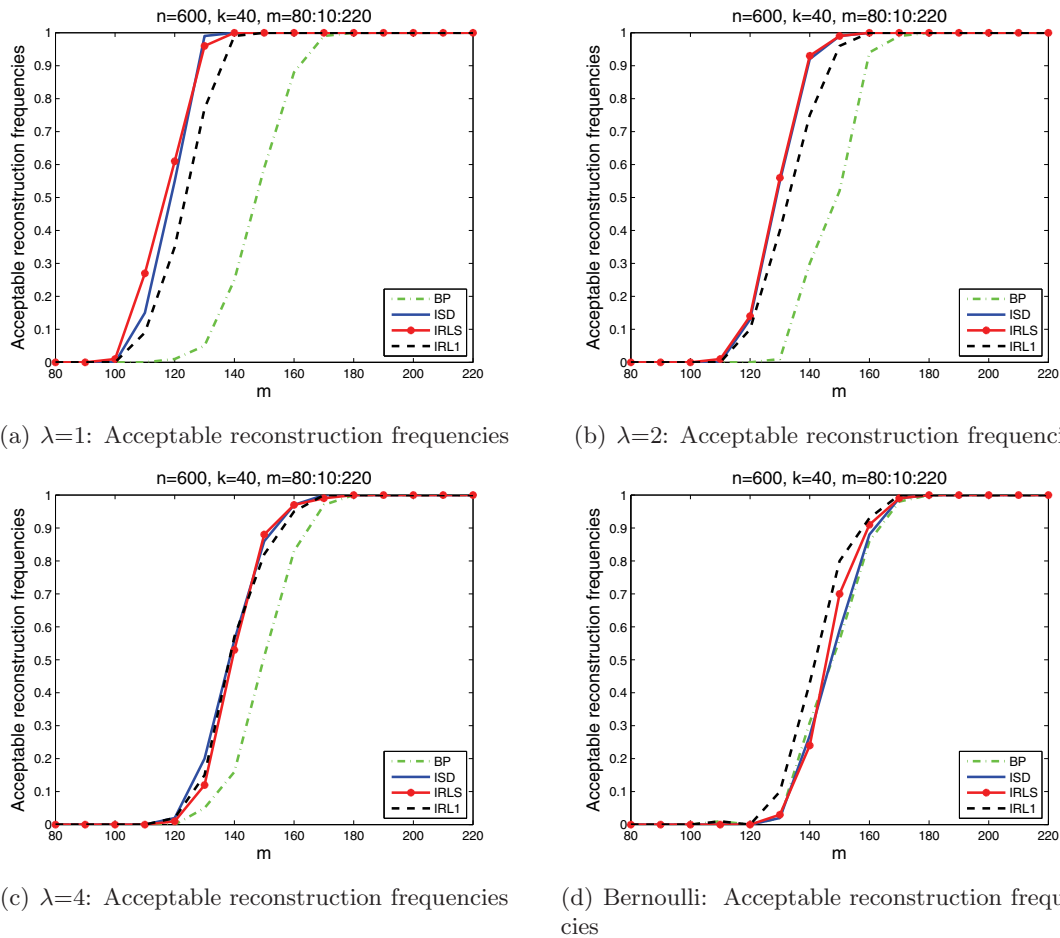 n=600, k=40, m=80:10:220
Acceptable reconstruction frequencies
1
0.9
0.8
0.7
0.6
0.5
0.4
0.3
0.2
0.1
0
80 100 120 140 160 180 200 220
m
BP
ISD
IRLS
IRL1
(a) λ=1: Acceptable reconstruction frequencies
n=600, k=40, m=80:10:220
Acceptable reconstruction frequencies
1
0.9
0.8
0.7
0.6
0.5
0.4
0.3
0.2
0.1
0
80 100 120 140 160 180 200 220
m
BP
ISD
IRLS
IRL1
(b) λ=2: Acceptable reconstruction frequenci
n=600, k=40, m=80:10:220
Acceptable reconstruction frequencies
1
0.9
0.8
0.7
0.6
0.5
0.4
0.3
0.2
0.1
0
80 100 120 140 160 180 200 220
m
BP
ISD
IRLS
IRL1
(c) λ=4: Acceptable reconstruction frequencies
n=600, k=40, m=80:10:220
Acceptable reconstruction frequencies
1
0.9
0.8
0.7
0.6
0.5
0.4
0.3
0.2
0.1
0
80 100 120 140 160 180 200 220
m
BP
ISD
IRLS
IRL1
(d) Bernoulli: Acceptable reconstruction frequ
cies